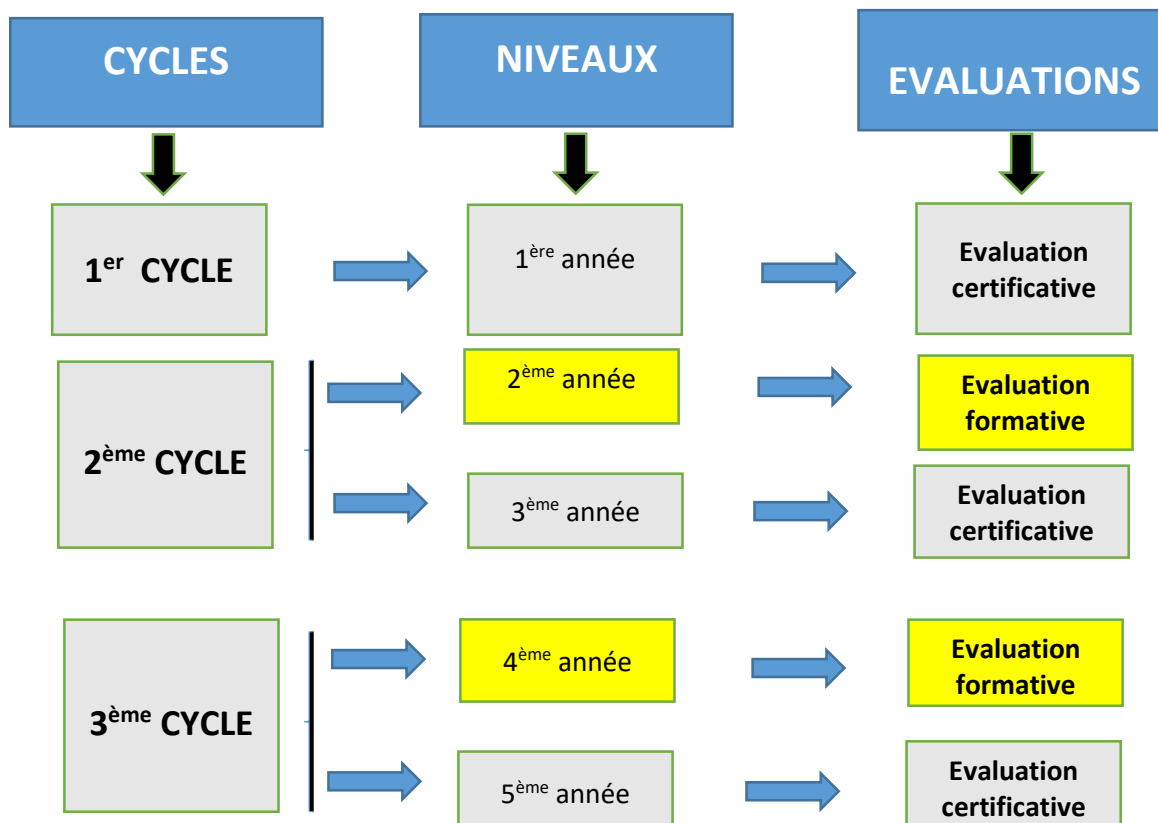 CYCLES
NIVEAUX
EVALUATIONS
1er CYCLE
1ère année
Evaluation
certificative
2ème CYCLE
2ème année
Evaluation
formative
3ème année
Evaluation
certificative
3ème CYCLE
4ème année
Evaluation
formative
5ème année
Evaluation
certificative